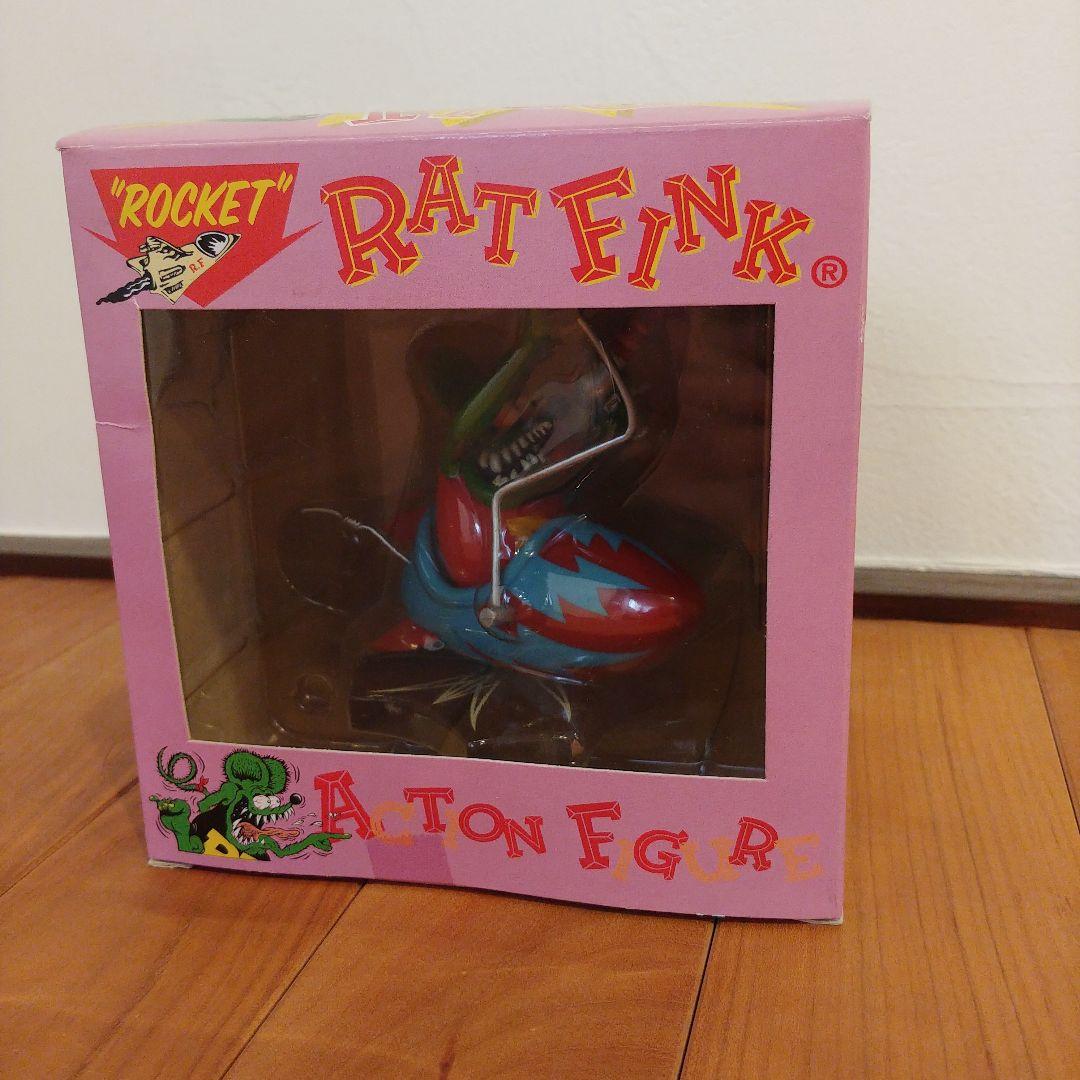 "ROCKET"
R.F
RAT FINK®
ACTION FIGURE